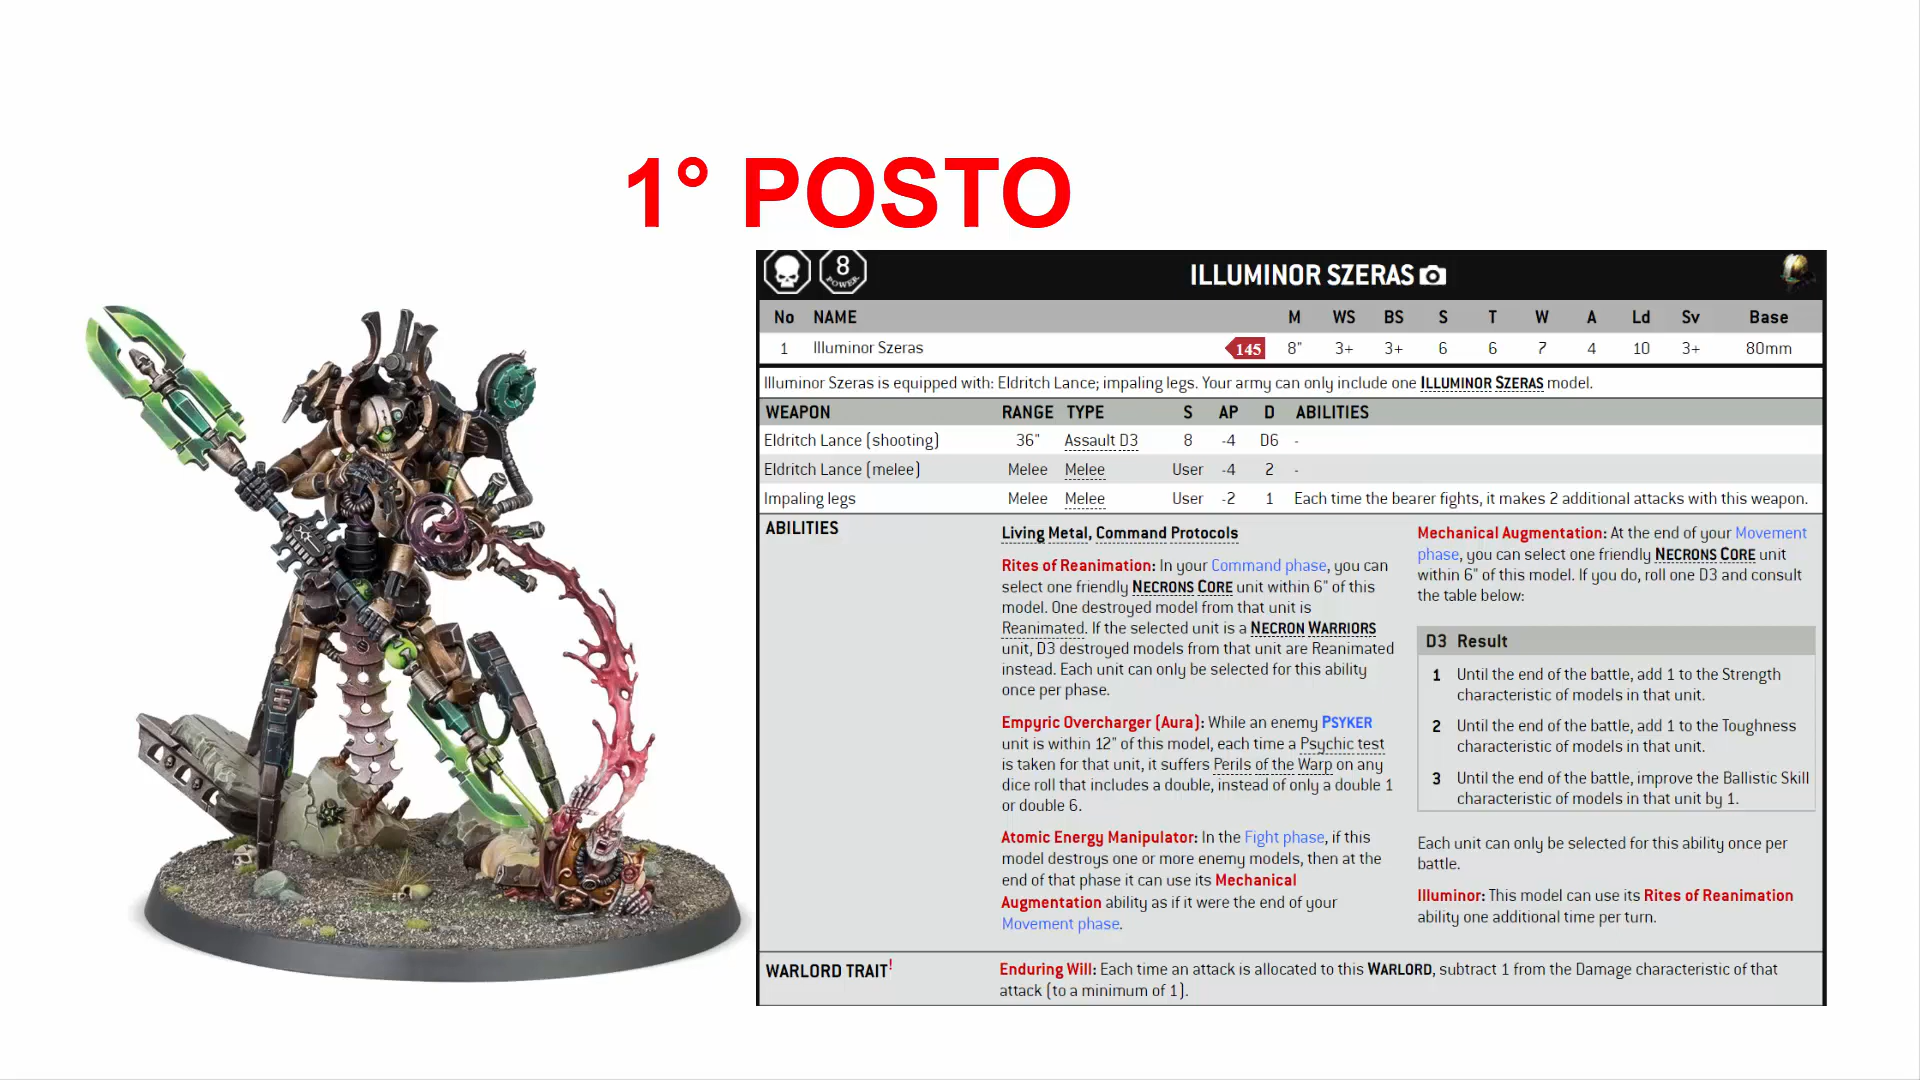 1° POSTO
8
POWER
ILLUMINOR SZERAS
No NAME M WS BS S T W A Ld Sv Base
1 Illuminor Szeras 145 8" 3+ 3+ 6 6 7 4 10 3+ 80mm
Illuminor Szeras is equipped with: Eldritch Lance; impaling legs. Your army can only include one ILLUMINOR SZERAS model.
WEAPON RANGE TYPE S AP D ABILITIES
Eldritch Lance (shooting) 36" Assault D3 8 -4 D6 -
Eldritch Lance (melee) Melee Melee User -4 2 -
Impaling legs Melee Melee User -2 1 Each time the bearer fights, it makes 2 additional attacks with this weapon.
ABILITIES
Living Metal, Command Protocols
Rites of Reanimation: In your Command phase, you can
select one friendly NECRONS CORE unit within 6" of this
model. One destroyed model from that unit is
Reanimated. If the selected unit is a NECRON WARRIORS
unit, D3 destroyed models from that unit are Reanimated
instead. Each unit can only be selected for this ability
once per phase.
Empyric Overcharger (Aura): While an enemy PSYKER
unit is within 12" of this model, each time a Psychic test
is taken for that unit, it suffers Perils of the Warp on any
dice roll that includes a double, instead of only a double 1
or double 6.
Atomic Energy Manipulator: In the Fight phase, if this
model destroys one or more enemy models, then at the
end of that phase it can use its Mechanical
Augmentation ability as if it were the end of your
Movement phase.
Mechanical Augmentation: At the end of your Movement
phase, you can select one friendly NECRONS CORE unit
within 6" of this model. If you do, roll one D3 and consult
the table below:
D3 Result
1 Until the end of the battle, add 1 to the Strength
characteristic of models in that unit.
2 Until the end of the battle, add 1 to the Toughness
characteristic of models in that unit.
3 Until the end of the battle, improve the Ballistic Skill
characteristic of models in that unit by 1.
Each unit can only be selected for this ability once per
battle.
Illuminor: This model can use its Rites of Reanimation
ability one additional time per turn.
WARLORD TRAIT!
Enduring Will: Each time an attack is allocated to this WARLORD, subtract 1 from the Damage characteristic of that
attack (to a minimum of 1).